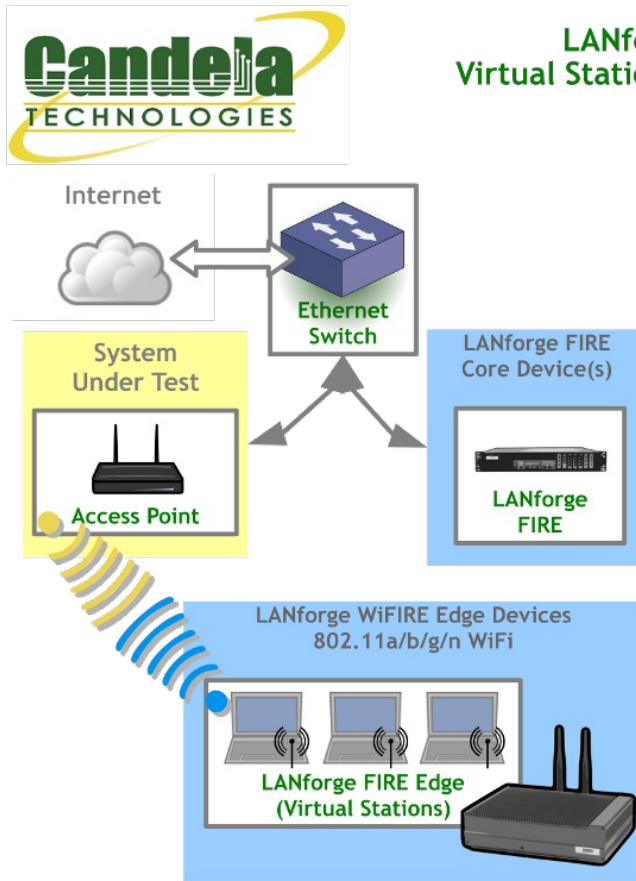 Candela
TECHNOLOGIES
Virtual
Internet
Ethernet
Switch
System
Under Test
LANforge FIRE
Core Device(s)
Access Point
LANforge
FIRE
LANforge WiFIRE Edge Devices
802.11a/b/g/n WiFi
LANforge FIRE Edge
(Virtual Stations)